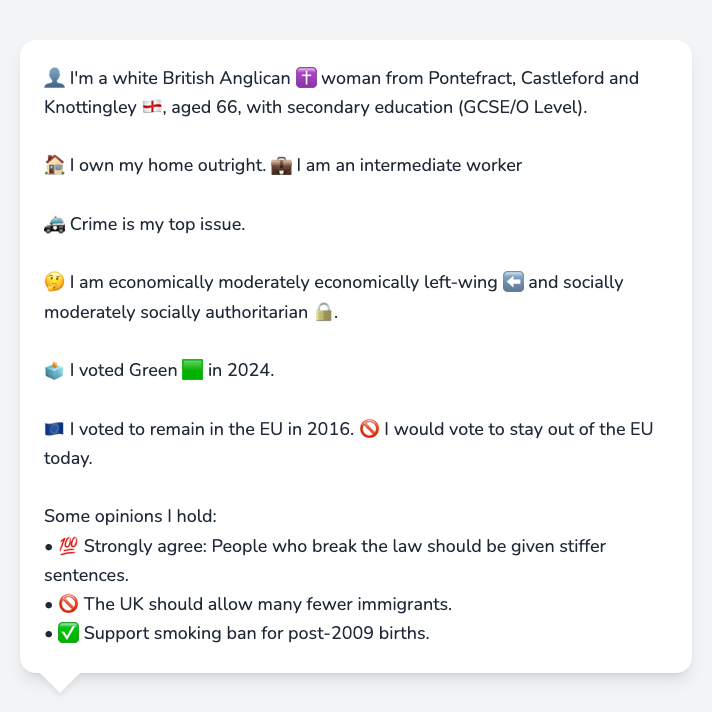 👤 I'm a white British Anglican ✝️ woman from Pontefract, Castleford and
Knottingley 🏴󠁧󠁢󠁥󠁮󠁧󠁿, aged 66, with secondary education (GCSE/O Level).
🏠 I own my home outright. 💼 I am an intermediate worker
🚓 Crime is my top issue.
🤔 I am economically moderately economically left-wing ⬅️ and socially
moderately socially authoritarian 🔒.
🗳️ I voted Green 🟩 in 2024.
🇪🇺 I voted to remain in the EU in 2016. 🚫 I would vote to stay out of the EU
today.
Some opinions I hold:
• 💯 Strongly agree: People who break the law should be given stiffer
sentences.
• 🚫 The UK should allow many fewer immigrants.
• ✅ Support smoking ban for post-2009 births.